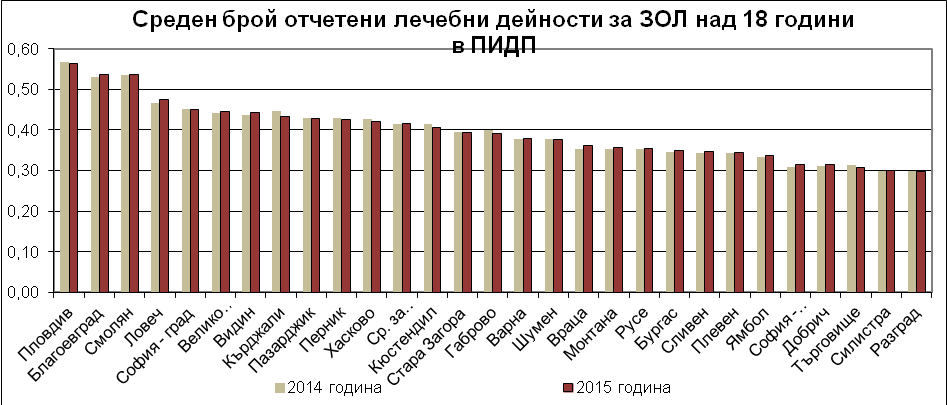 Среден брой отчетени лечебни дейности за ЗОЛ над 18 години
в ПИДП
0,60
0,50
0,40
0,30
0,20
0,10
0,00
Пловдив
Благоевград
Смолян
Ловеч
София - град
Велико...
Видин
Кърджали
Пазарджик
Перник
Хасково
Ср. за...
Кюстендил
Стара Загора
Габрово
Варна
Шумен
Враца
Монтана
Русе
Бургас
Сливен
Плевен
Ямбол
София-...
Добрич
Търговище
Силистра
Разград
2014 година
2015 година